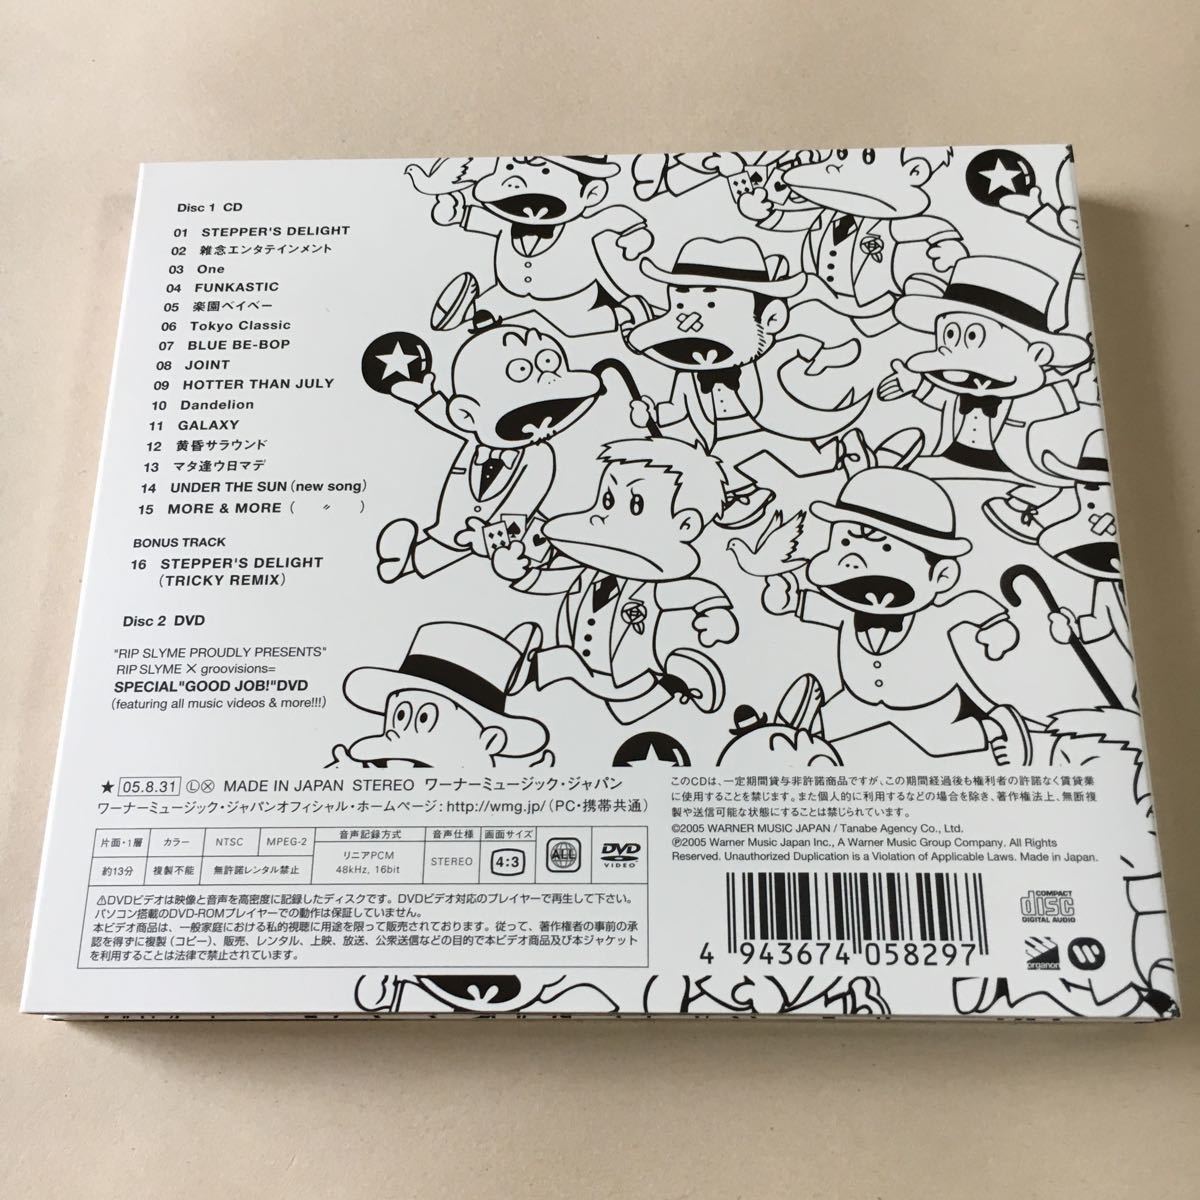 Disc 1 CD
01 STEPPER'S DELIGHT
02 雑念エンタテインメント
03 One
04 FUNKASTIC
05 楽園ベイベー
06 Tokyo Classic
07 BLUE BE-BOP
08 JOINT
09 HOTTER THAN JULY
10 Dandelion
11 GALAXY
12 黄昏サラウンド
13 マタ逢ウ日マデ
14 UNDER THE SUN (new song)
15 MORE & MORE ( 〃 )
BONUS TRACK
16 STEPPER'S DELIGHT
(TRICKY REMIX)
Disc 2 DVD
"RIP SLYME PROUDLY PRESENTS"
RIP SLYME × groovisions=
SPECIAL"GOOD JOB!"DVD
(featuring all music videos & more!!!)
★ 05.8.31 Ⓛ Ⓧ MADE IN JAPAN STEREO ワーナーミュージック・ジャパン
ワーナーミュージック・ジャパンオフィシャル・ホームページ:http://wmg.jp/(PC・携帯共通)
片面・1層 カラー NTSC MPEG-2 音声記録方式 音声仕様 画面サイズ
約13分 複製不能 無許諾レンタル禁止 リニアPCM 48kHz, 16bit STEREO 4:3 ALL DVD VIDEO
⚠DVDビデオは映像と音声を高密度に記録したディスクです。DVDビデオ対応のプレイヤーで再生して下さい。
パソコン搭載のDVD-ROMプレイヤーでの動作は保証していません。
本ビデオ商品は、一般家庭における私的視聴に用途を限って販売されております。従って、著作権者の事前の承
認を得ずに複製(コピー)、販売、レンタル、上映、放送、公衆送信などの目的で本ビデオ商品及び本ジャケット
を利用することは法律で禁止されています。
このCDは、一定期間貸与非許諾商品ですが、この期間経過後も権利者の許諾なく賃貸業
に使用することを禁じます。また個人的に利用するなどの場合を除き、著作権法上、無断複
製や送信可能な状態にすることも禁じられています。
©2005 WARNER MUSIC JAPAN / Tanabe Agency Co., Ltd.
℗2005 Warner Music Japan Inc., A Warner Music Group Company. All Rights
Reserved. Unauthorized Duplication is a Violation of Applicable Laws. Made in Japan.
4 943674 058297
COMPACT
disc
DIGITAL AUDIO
organon